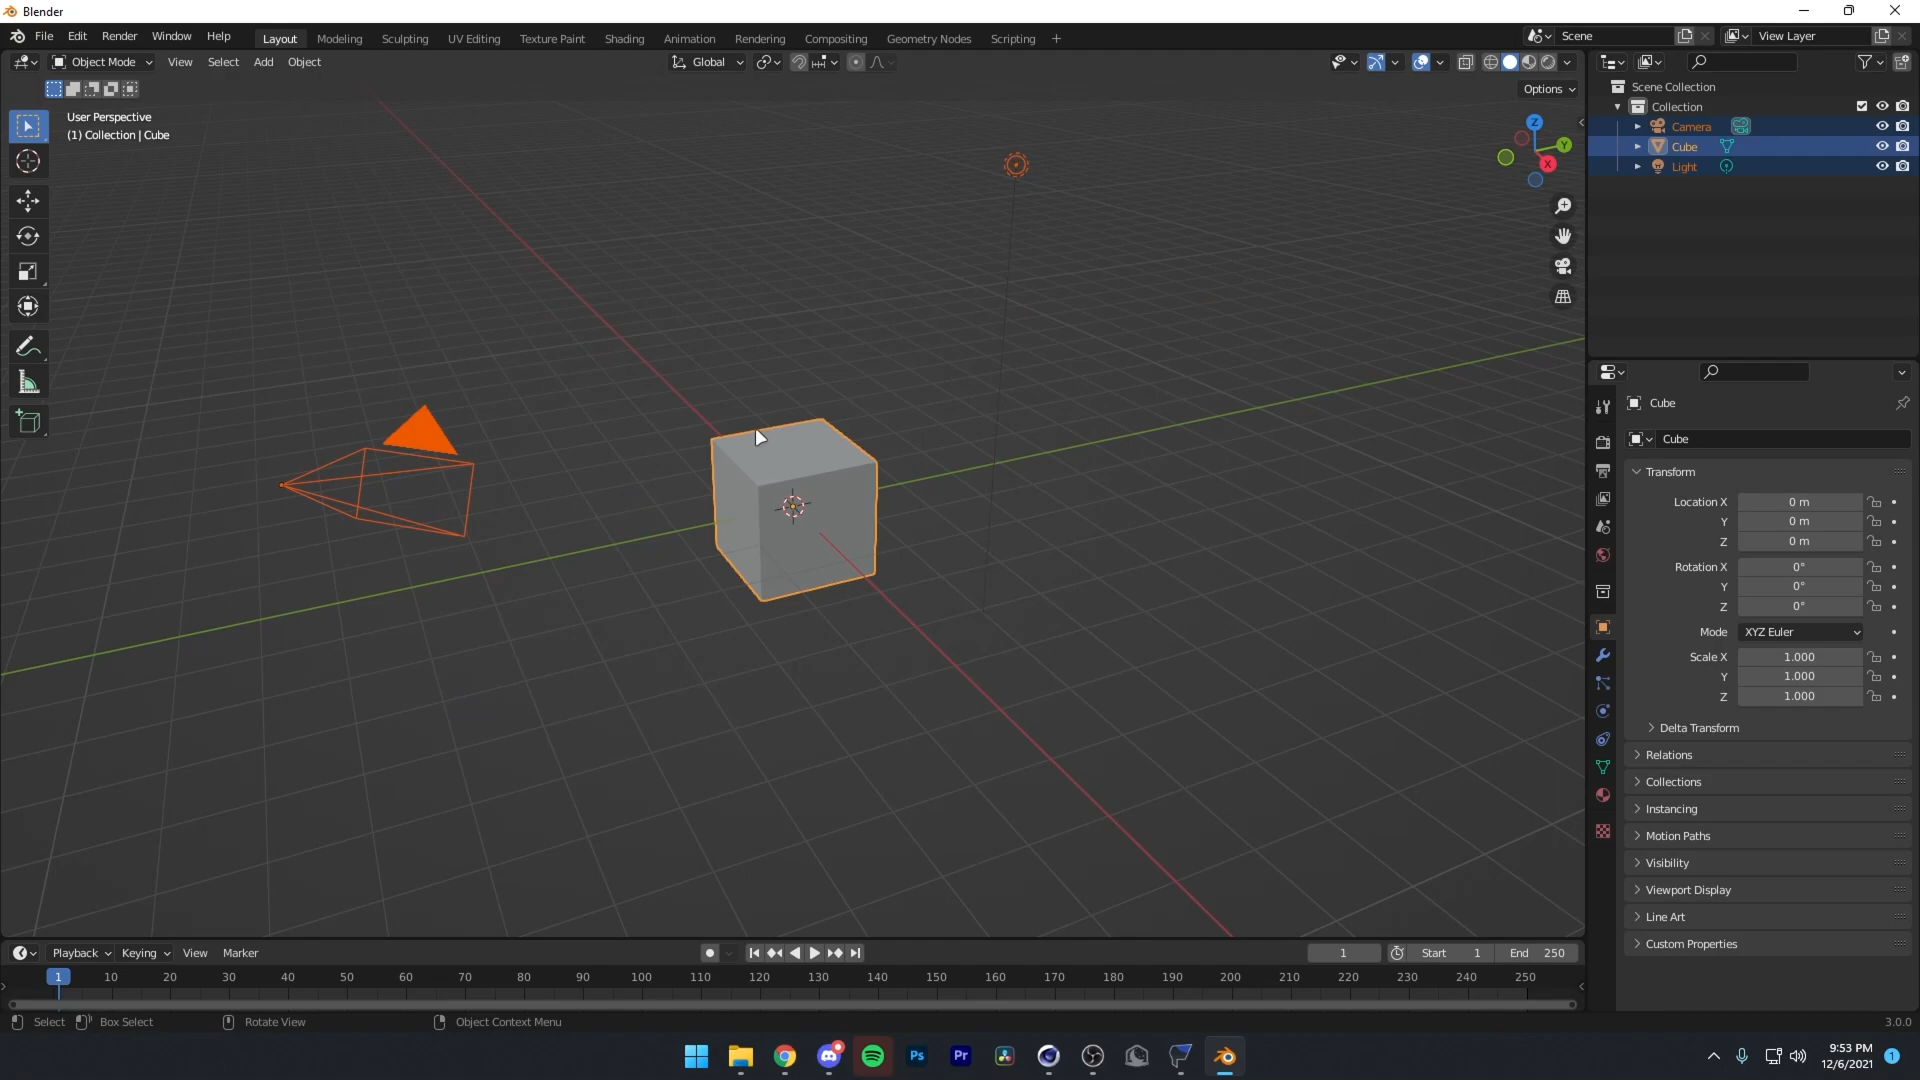 Blender
File Edit Render Window Help Layout Modeling Sculpting UV Editing Texture Paint Shading Animation Rendering Compositing Geometry Nodes Scripting + Scene View Layer
Object Mode View Select Add Object Global
Options
User Perspective
(1) Collection | Cube
Z
Y
X
Scene Collection
Collection
Camera
Cube
Light
Cube
Cube
Transform
Location X 0 m
Y 0 m
Z 0 m
Rotation X 0°
Y 0°
Z 0°
Mode XYZ Euler
Scale X 1.000
Y 1.000
Z 1.000
Delta Transform
Relations
Collections
Instancing
Motion Paths
Visibility
Viewport Display
Line Art
Custom Properties
Playback Keying View Marker 1 Start 1 End 250
1 10 20 30 40 50 60 70 80 90 100 110 120 130 140 150 160 170 180 190 200 210 220 230 240 250
Select Box Select Rotate View Object Context Menu 3.0.0
Ps Pr
9:53 PM
12/6/2021
1